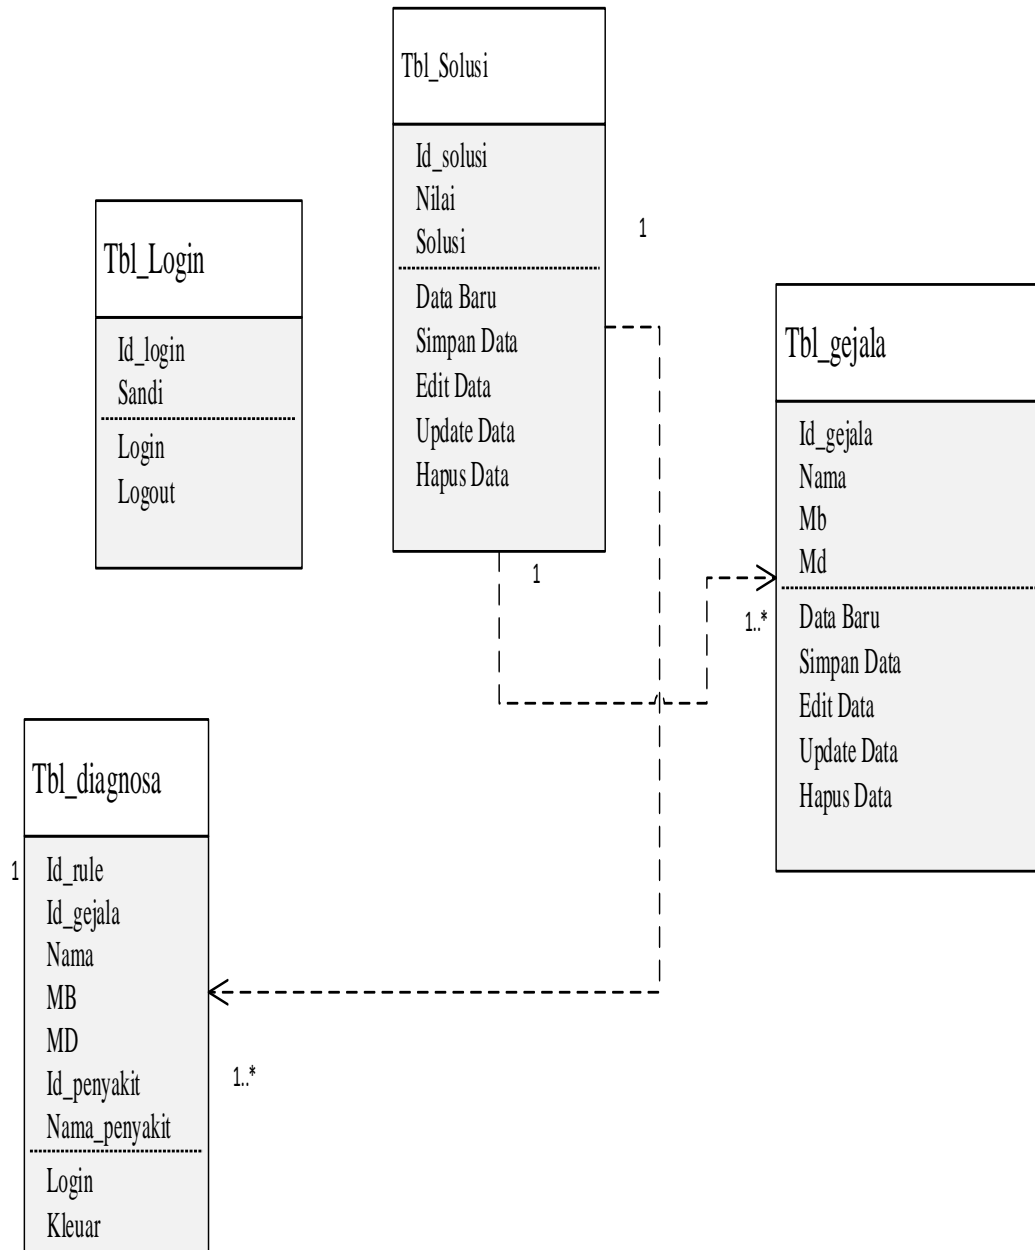 Tbl_Solusi
Id_solusi
Nilai
Solusi
Data Baru
Simpan Data
Edit Data
Update Data
Hapus Data
1
1
Tbl_Login
Id_login
Sandi
Login
Logout
Tbl_gejala
Id_gejala
Nama
Mb
Md
Data Baru
Simpan Data
Edit Data
Update Data
Hapus Data
1..*
Tbl_diagnosa
1
Id_rule
Id_gejala
Nama
MB
MD
Id_penyakit
Nama_penyakit
Login
Kleuar
1..*